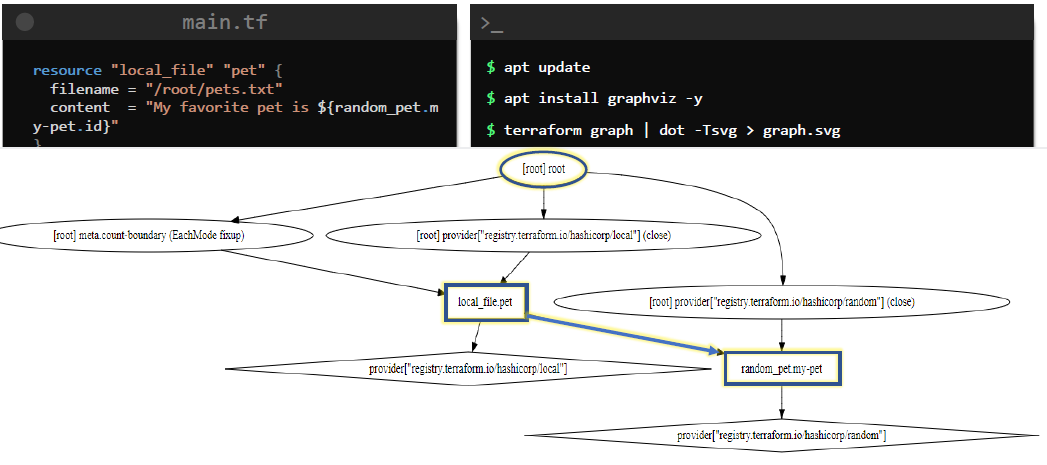 main.tf
resource "local_file" "pet" {
filename = "/root/pets.txt"
content = "My favorite pet is ${random_pet.m
y-pet.id}"
}
>_
$ apt update
$ apt install graphviz -y
$ terraform graph | dot -Tsvg > graph.svg
[root] root
[root] meta.count-boundary (EachMode fixup)
[root] provider["registry.terraform.io/hashicorp/local"] (close)
local_file.pet
[root] provider["registry.terraform.io/hashicorp/random"] (close)
provider["registry.terraform.io/hashicorp/local"]
random_pet.my-pet
provider["registry.terraform.io/hashicorp/random"]